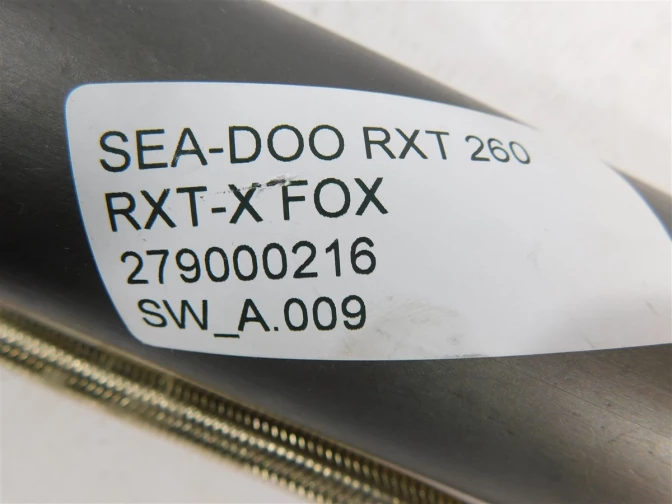 SEA-DOO RXT 260
RXT-X FOX
279000216
SW_A.009